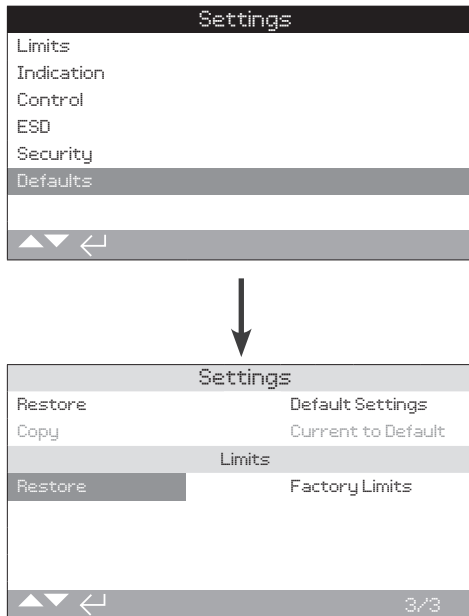 Settings
Limits
Indication
Control
ESD
Security
Defaults
Settings
Restore Default Settings
Copy Current to Default
Limits
Restore Factory Limits
3/3